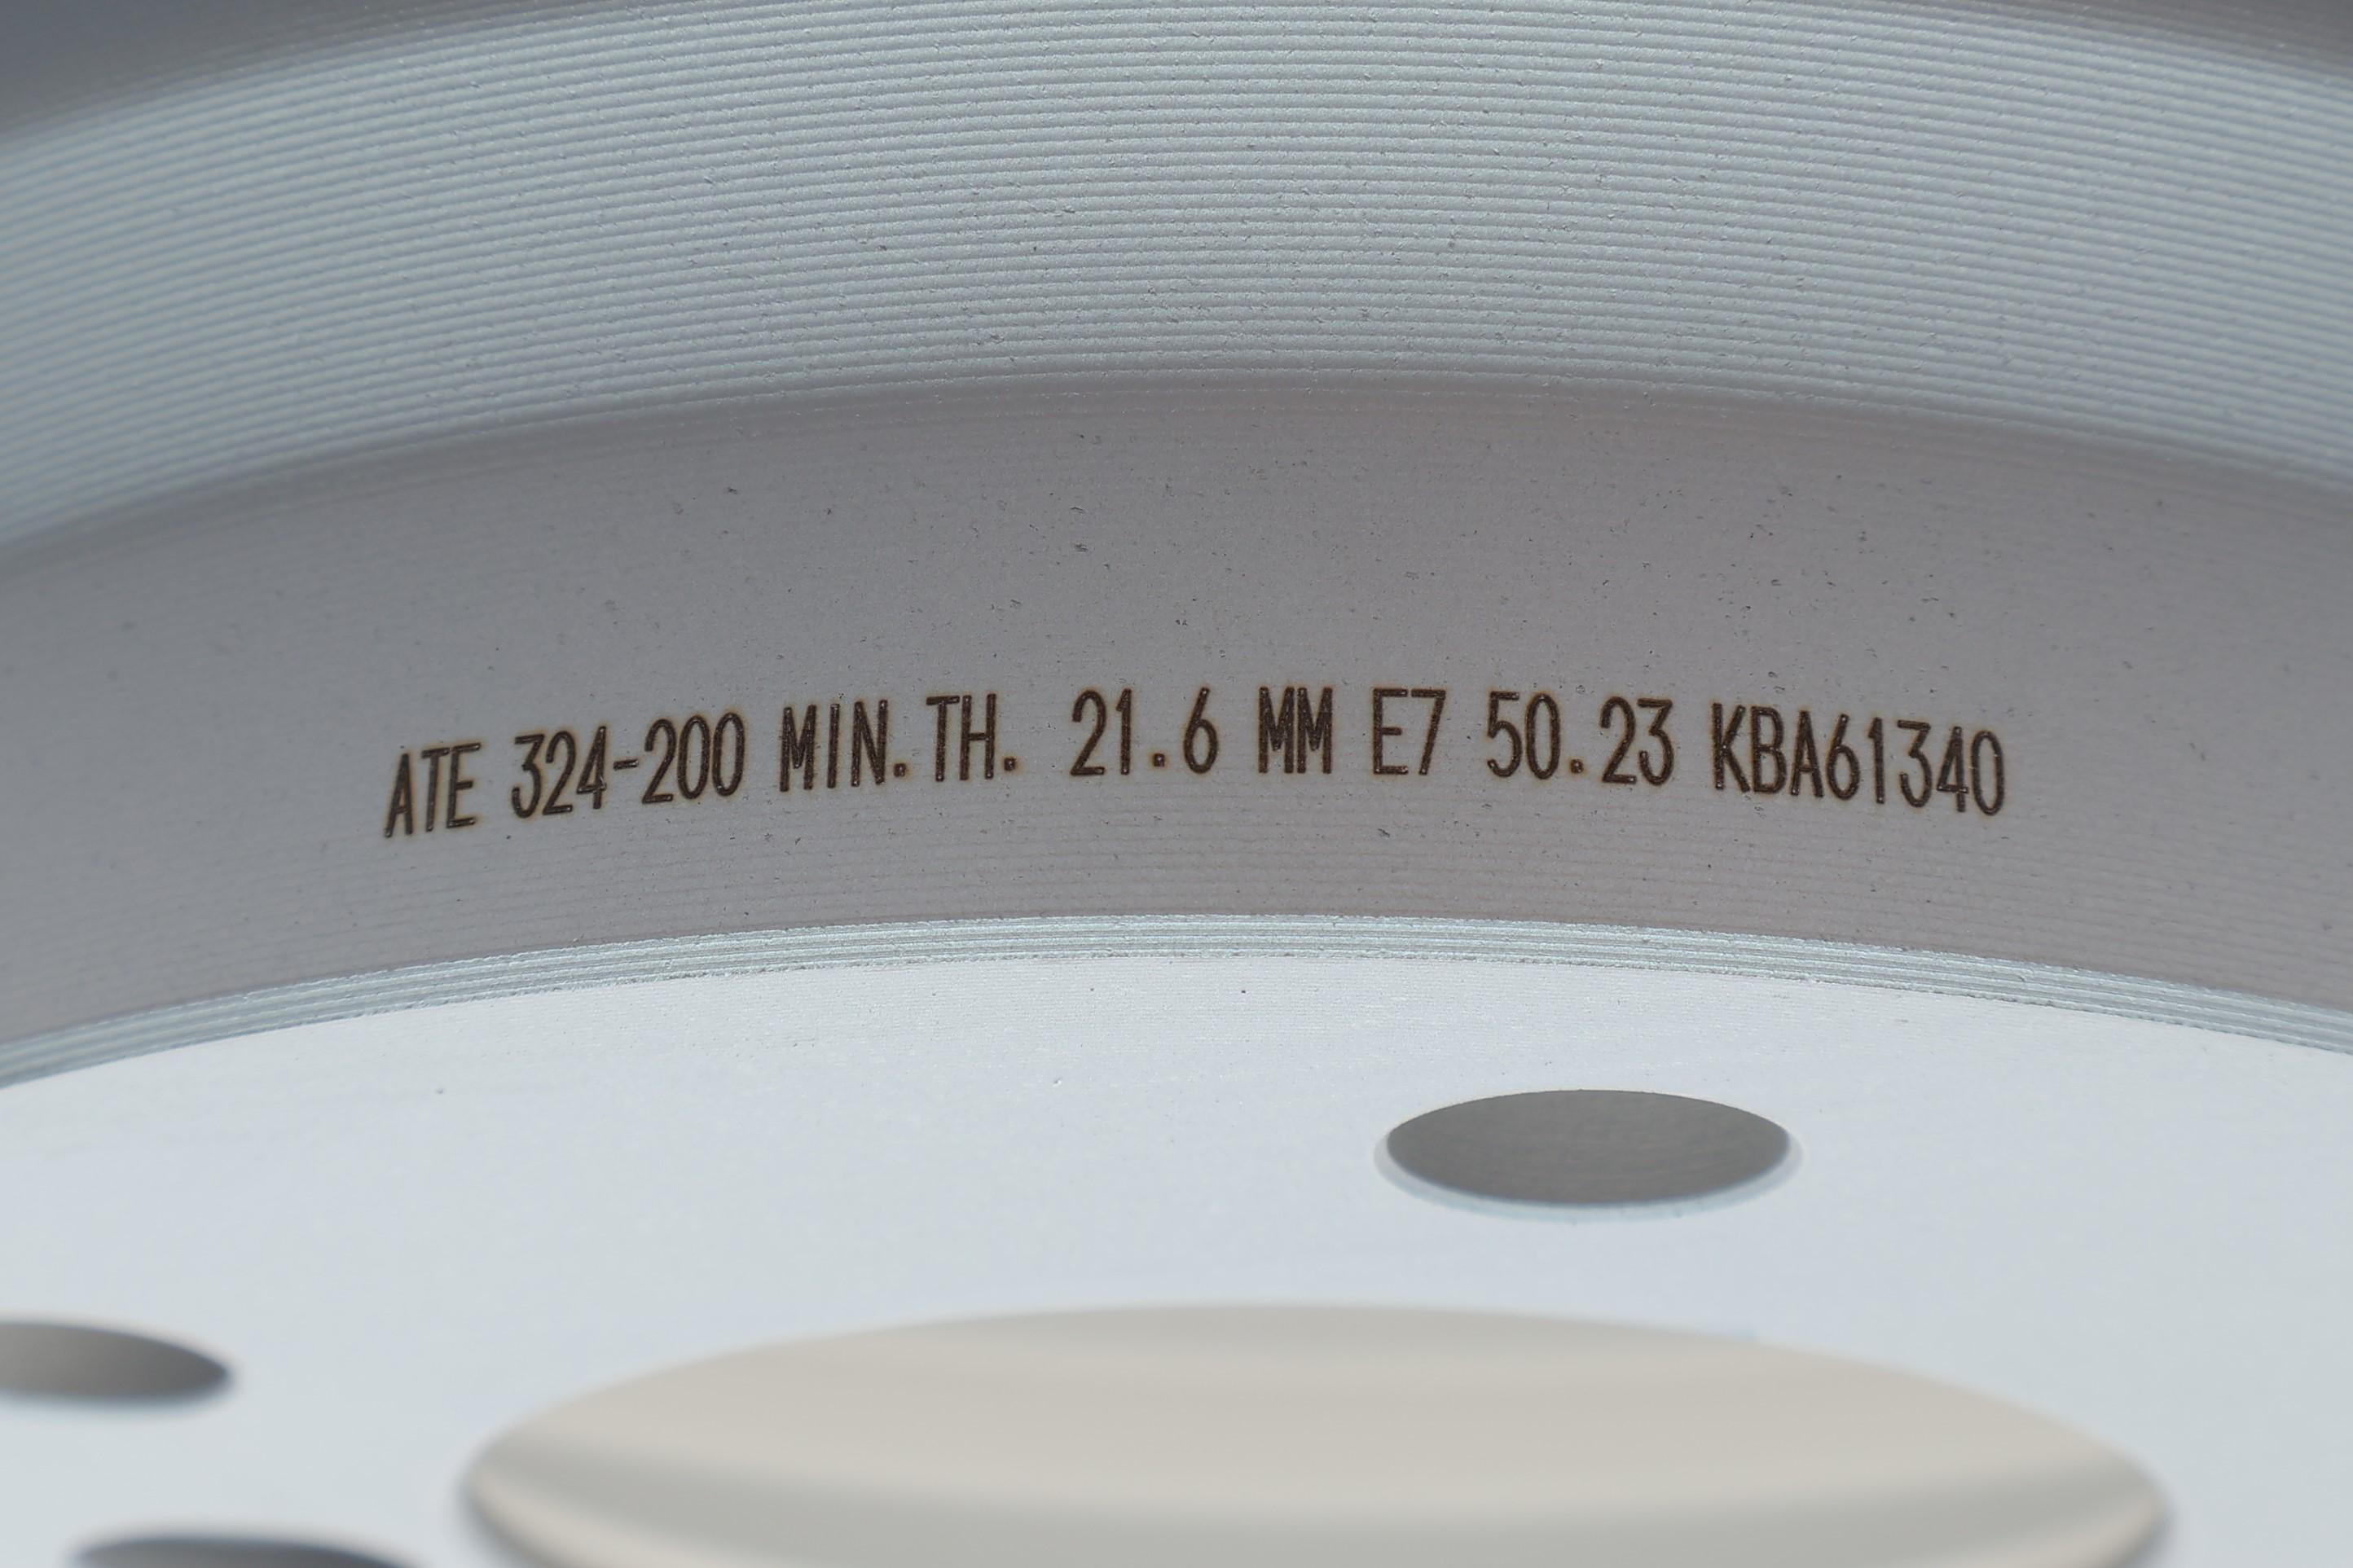 ATE 324-200 MIN.TH. 21.6 MM E7 50.23 KBA61340